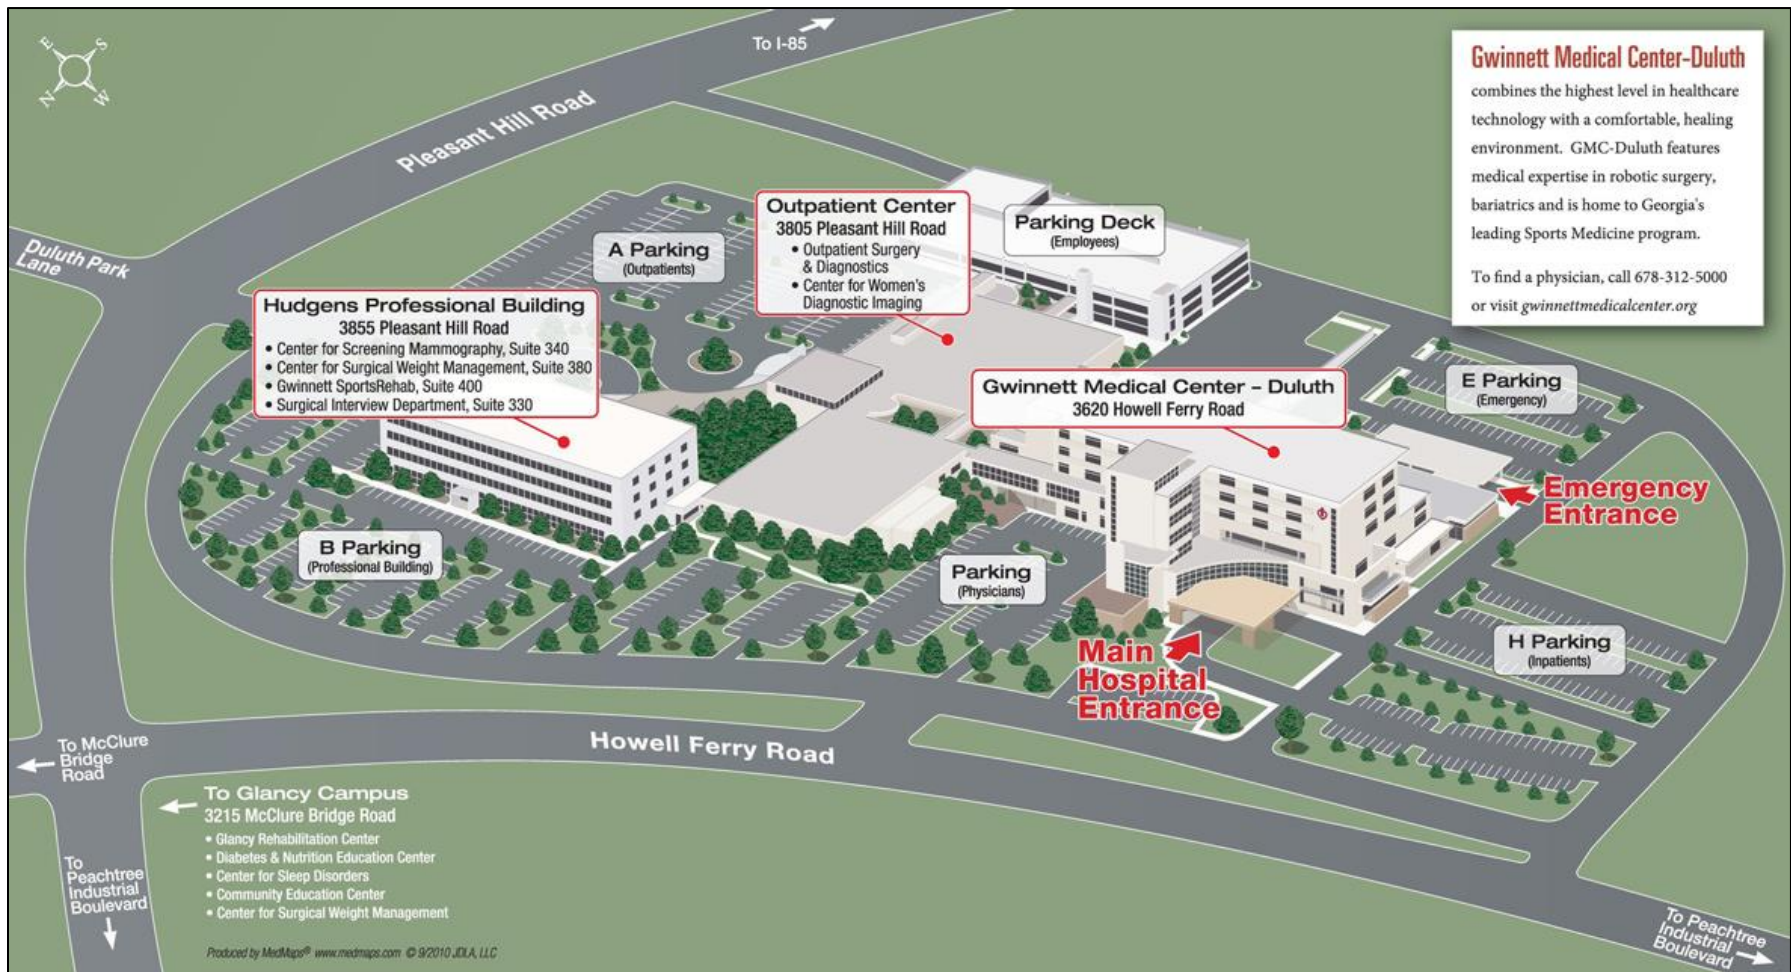 E
S
N
W
To I-85
Pleasant Hill Road
Duluth Park
Lane
Gwinnett Medical Center-Duluth
combines the highest level in healthcare
technology with a comfortable, healing
environment.  GMC-Duluth features
medical expertise in robotic surgery,
bariatrics and is home to Georgia's
leading Sports Medicine program.
To find a physician, call 678-312-5000
or visit gwinnettmedicalcenter.org
A Parking
(Outpatients)
Outpatient Center
3805 Pleasant Hill Road
• Outpatient Surgery
& Diagnostics
• Center for Women's
Diagnostic Imaging
Parking Deck
(Employees)
Hudgens Professional Building
3855 Pleasant Hill Road
• Center for Screening Mammography, Suite 340
• Center for Surgical Weight Management, Suite 380
• Gwinnett SportsRehab, Suite 400
• Surgical Interview Department, Suite 330
Gwinnett Medical Center – Duluth
3620 Howell Ferry Road
E Parking
(Emergency)
Emergency
Entrance
B Parking
(Professional Building)
Parking
(Physicians)
H Parking
(Inpatients)
Main
Hospital
Entrance
Howell Ferry Road
To McClure
Bridge
Road
To Glancy Campus
3215 McClure Bridge Road
• Glancy Rehabilitation Center
• Diabetes & Nutrition Education Center
• Center for Sleep Disorders
• Community Education Center
• Center for Surgical Weight Management
To
Peachtree
Industrial
Boulevard
To Peachtree
Industrial
Boulevard
Produced by MedMaps® www.medmaps.com © 9/2010 JDLA, LLC